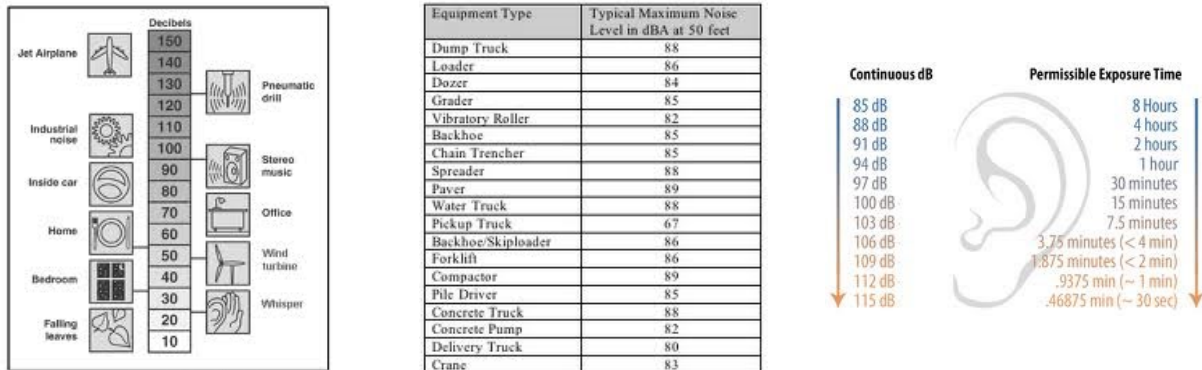 Decibels
150
140
130
120
110
100
90
80
70
60
50
40
30
20
10
Jet Airplane
Industrial
noise
Inside car
Home
Bedroom
Falling
leaves
Pneumatic
drill
Stereo
music
Office
Wind
turbine
Whisper
Equipment Type Typical Maximum Noise
Level in dBA at 50 feet
Dump Truck 88
Loader 86
Dozer 84
Grader 85
Vibratory Roller 82
Backhoe 85
Chain Trencher 85
Spreader 88
Paver 89
Water Truck 88
Pickup Truck 67
Backhoe/Skiploader 86
Forklift 86
Compactor 89
Pile Driver 85
Concrete Truck 88
Concrete Pump 82
Delivery Truck 80
Crane 83
Continuous dB Permissible Exposure Time
85 dB 8 Hours
88 dB 4 hours
91 dB 2 hours
94 dB 1 hour
97 dB 30 minutes
100 dB 15 minutes
103 dB 7.5 minutes
106 dB 3.75 minutes (< 4 min)
109 dB 1.875 minutes (< 2 min)
112 dB .9375 min (~ 1 min)
115 dB .46875 min (~ 30 sec)